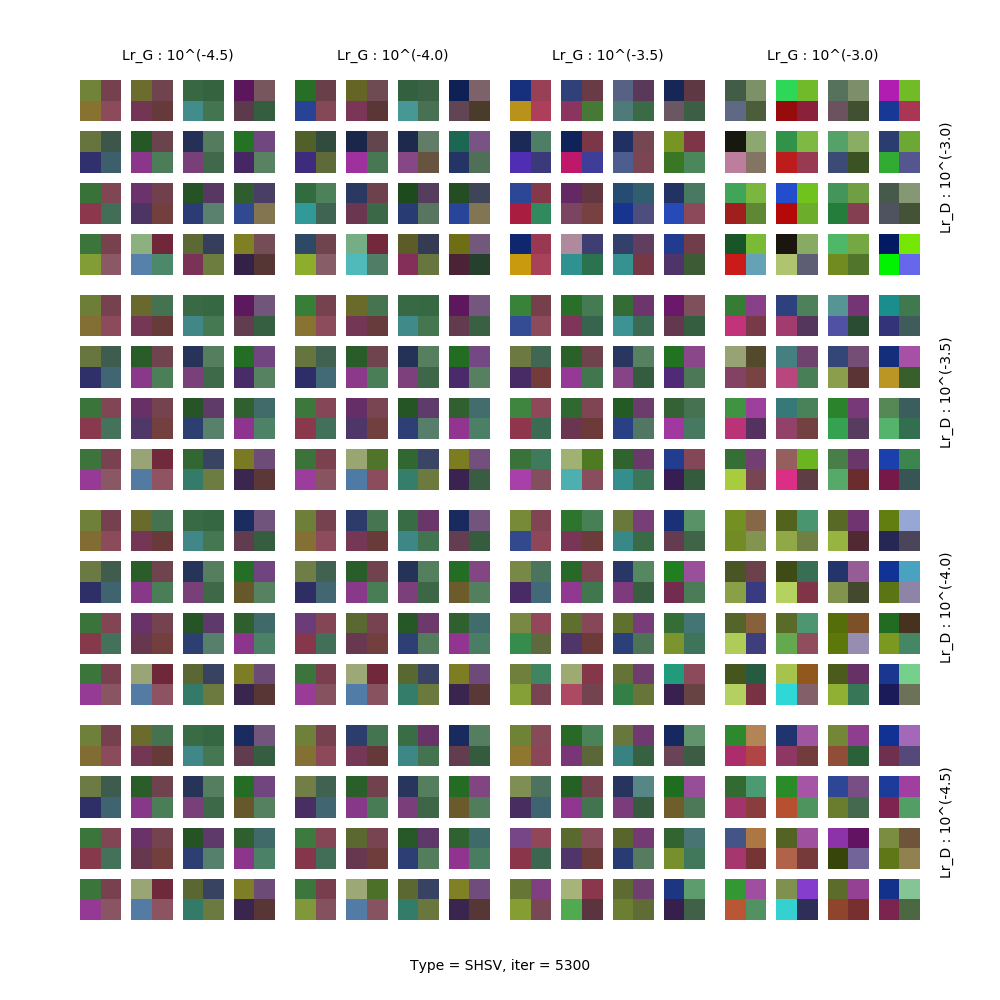 Lr_G : 10^(-4.5)
Lr_G : 10^(-4.0)
Lr_G : 10^(-3.5)
Lr_G : 10^(-3.0)
Lr_D : 10^(-3.0)
Lr_D : 10^(-3.5)
Lr_D : 10^(-4.0)
Lr_D : 10^(-4.5)
Type = SHSV, iter = 5300